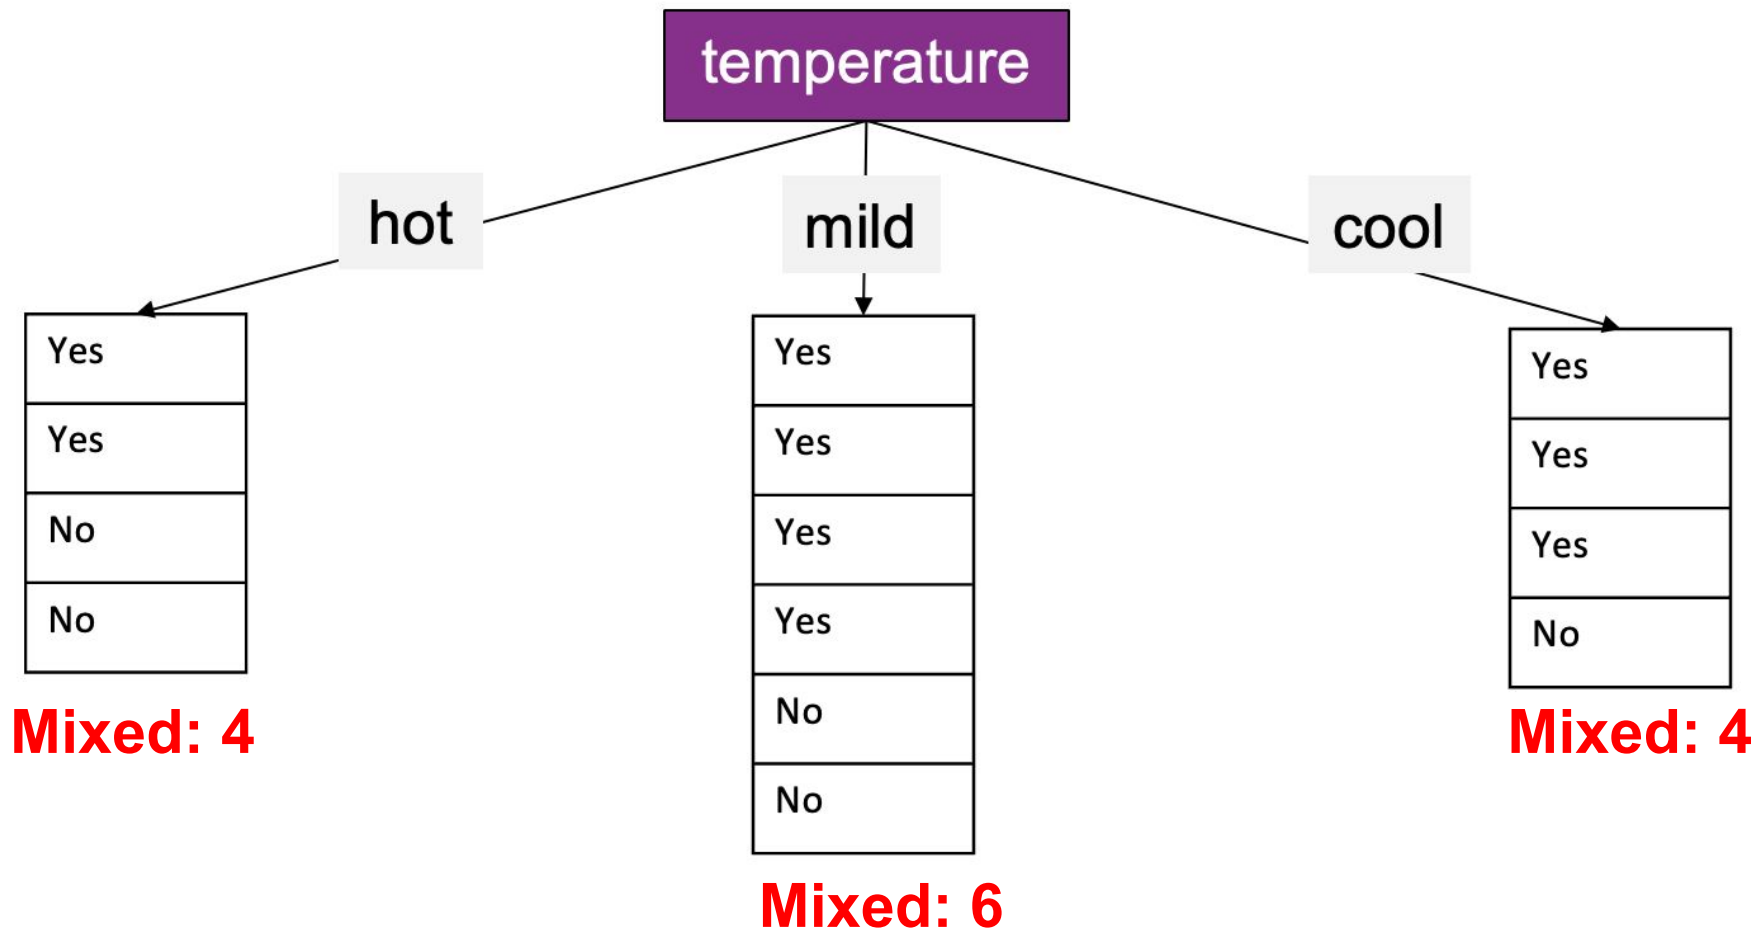 temperature
hot
mild
cool
Yes
Yes
No
No
Mixed: 4
Yes
Yes
Yes
Yes
No
No
Mixed: 6
Yes
Yes
Yes
No
Mixed: 4